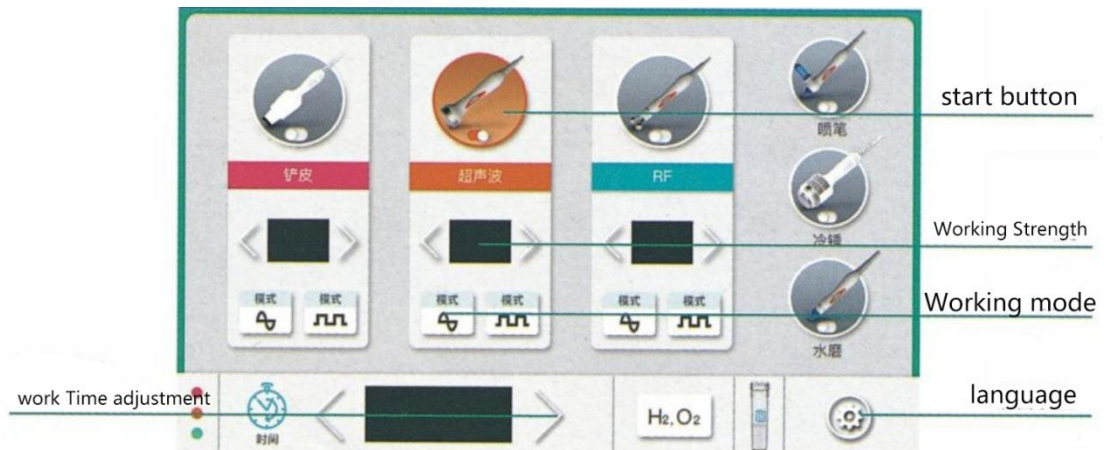 start button
喷笔
铲皮
超声波
RF
Working Strength
冷锤
模式
模式
模式
模式
模式
模式
Working mode
水磨
work Time adjustment
时间
H₂,O₂
language